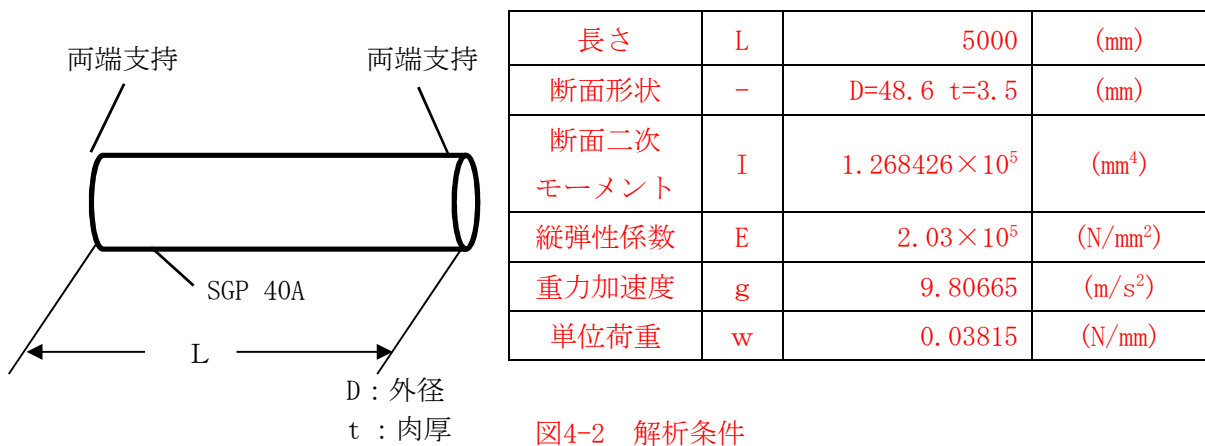 両端支持
両端支持
SGP 40A
L
D：外径
t ：肉厚
長さ L 5000 (mm)
断面形状 - D=48.6 t=3.5 (mm)
断面二次
モーメント I 1.268426×10⁵ (mm⁴)
縦弾性係数 E 2.03×10⁵ (N/mm²)
重力加速度 g 9.80665 (m/s²)
単位荷重 w 0.03815 (N/mm)
図4-2 解析条件